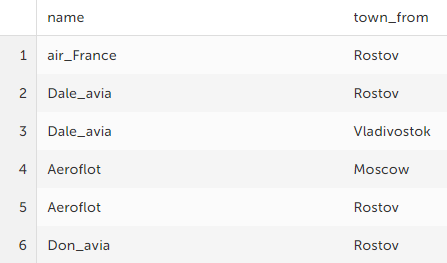 name town_from
1 air_France Rostov
2 Dale_avia Rostov
3 Dale_avia Vladivostok
4 Aeroflot Moscow
5 Aeroflot Rostov
6 Don_avia Rostov